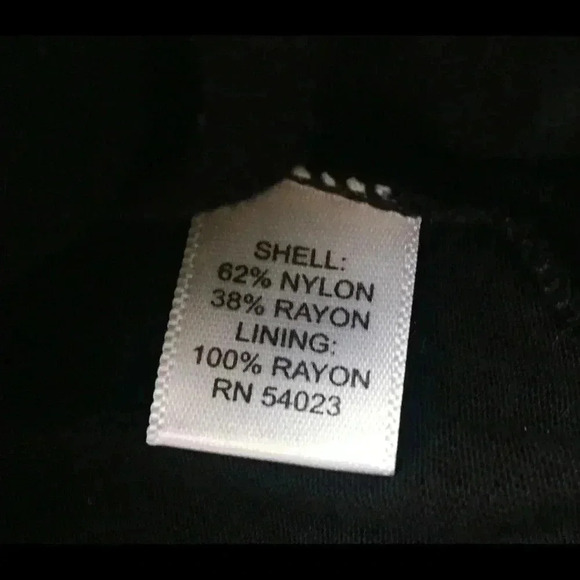 SHELL:
62% NYLON
38% RAYON
LINING:
100% RAYON
RN 54023